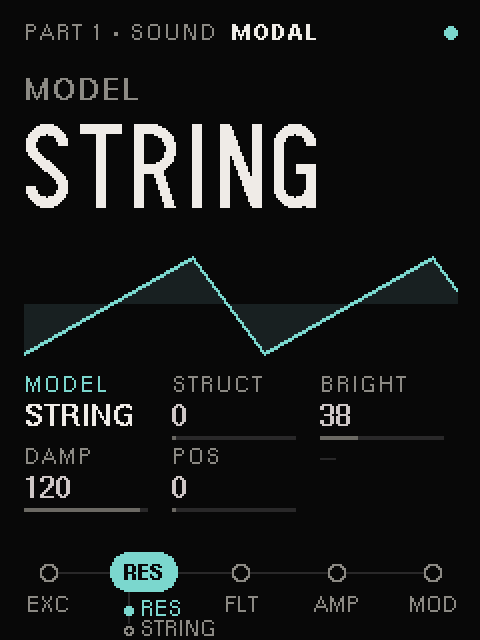 PART 1 · SOUND MODAL
MODEL
STRING
MODEL STRUCT BRIGHT
STRING 0 38
DAMP POS —
120 0
RES
EXC RES FLT AMP MOD
STRING